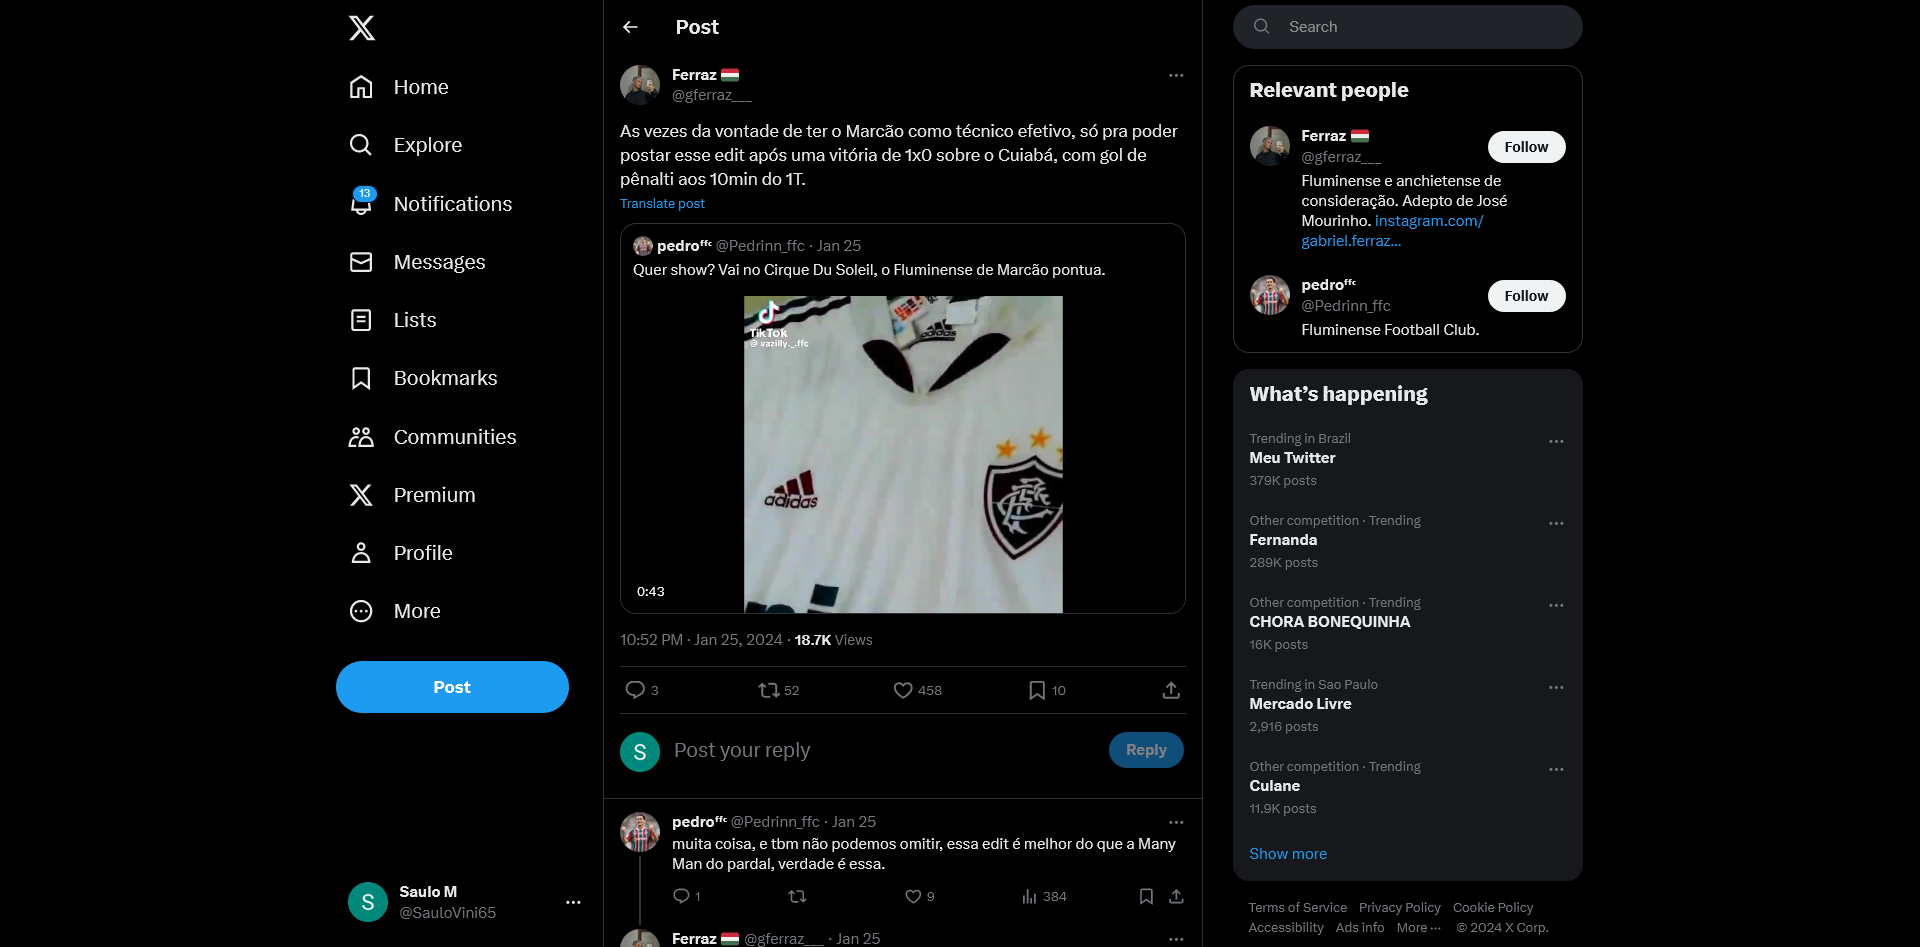 Home
Explore
13
Notifications
Messages
Lists
Bookmarks
Communities
Premium
Profile
More
Post
Saulo M
@SauloVini65
Post
Ferraz
@gferraz___
As vezes da vontade de ter o Marcão como técnico efetivo, só pra poder
postar esse edit após uma vitória de 1x0 sobre o Cuiabá, com gol de
pênalti aos 10min do 1T.
Translate post
pedroᶠᶠᶜ @Pedrinn_ffc · Jan 25
Quer show? Vai no Cirque Du Soleil, o Fluminense de Marcão pontua.
TikTok
@vazilly._.ffc
adidas
adidas
0:43
10:52 PM · Jan 25, 2024 · 18.7K Views
3
52
458
10
S
Post your reply
Reply
pedroᶠᶠᶜ @Pedrinn_ffc · Jan 25
muita coisa, e tbm não podemos omitir, essa edit é melhor do que a Many
Man do pardal, verdade é essa.
1
9
384
Ferraz @gferraz___ · Jan 25
S
Search
Relevant people
Ferraz
@gferraz___
Follow
Fluminense e anchietense de
consideração. Adepto de José
Mourinho. instagram.com/
gabriel.ferraz…
pedroᶠᶠᶜ
@Pedrinn_ffc
Follow
Fluminense Football Club.
What’s happening
Trending in Brazil
Meu Twitter
379K posts
Other competition · Trending
Fernanda
289K posts
Other competition · Trending
CHORA BONEQUINHA
16K posts
Trending in Sao Paulo
Mercado Livre
2,916 posts
Other competition · Trending
Culane
11.9K posts
Show more
Terms of Service Privacy Policy Cookie Policy
Accessibility Ads info More ··· © 2024 X Corp.